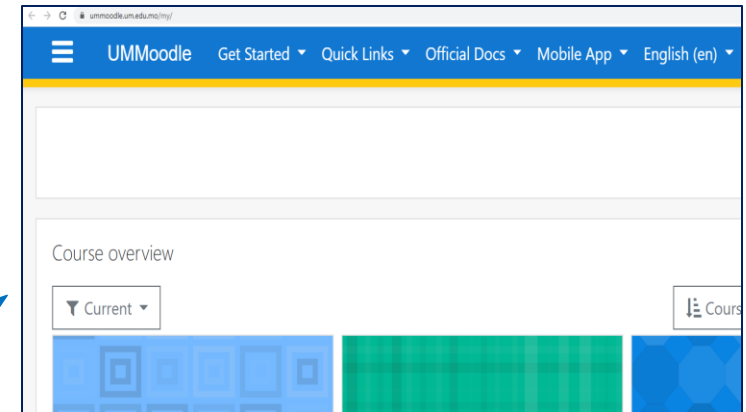 ummoodle.um.edu.mo/my/
UMMoodle Get Started Quick Links Official Docs Mobile App English (en)
Course overview
Current Cours